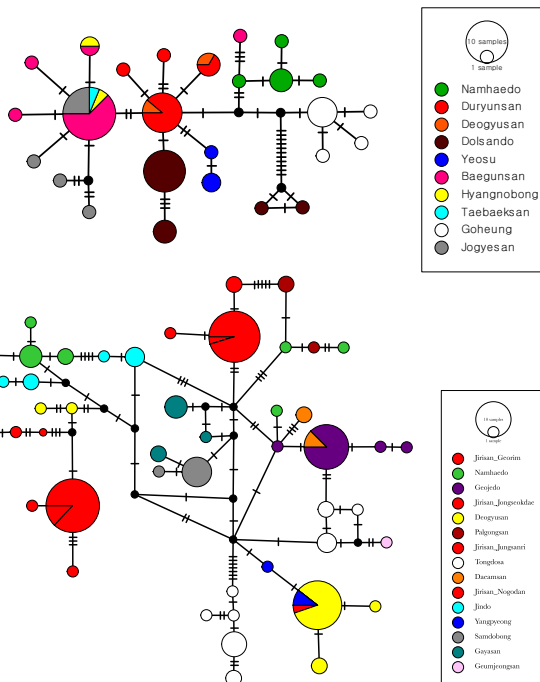 10 samples
1 sample
Namhaedo
Duryunsan
Deogyusan
Dolsando
Yeosu
Baegunsan
Hyangnobong
Taebaeksan
Goheung
Jogyesan
10 samples
1 sample
Jirisan_Georim
Namhaedo
Geojedo
Jirisan_Jongseokdae
Deogyusan
Palgongsan
Jirisan_Jungsanri
Tongdosa
Daeamsan
Jirisan_Nogodan
Jindo
Yangpyeong
Samdobong
Gayasan
Geumjeongsan